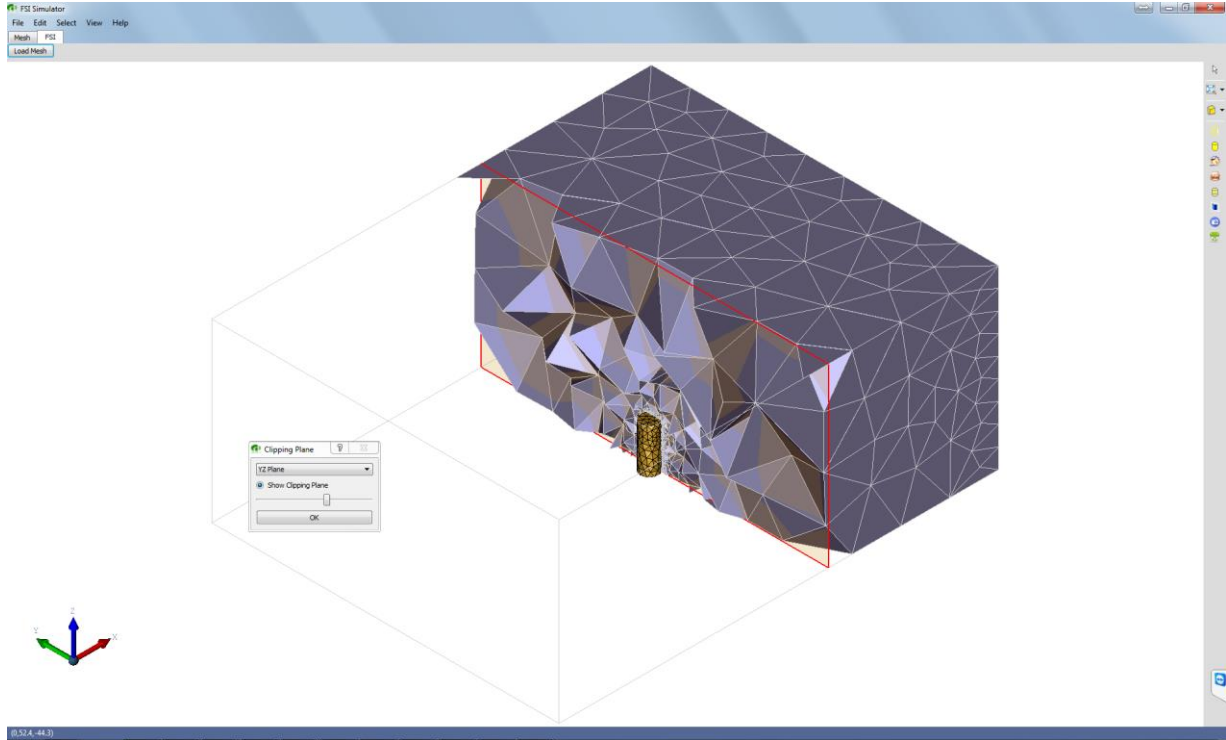 FSI Simulator
File Edit Select View Help
Mesh FSI
Load Mesh
Clipping Plane
YZ Plane
Show Clipping Plane
OK
Z
Y
X
(0,52.4,-44.3)